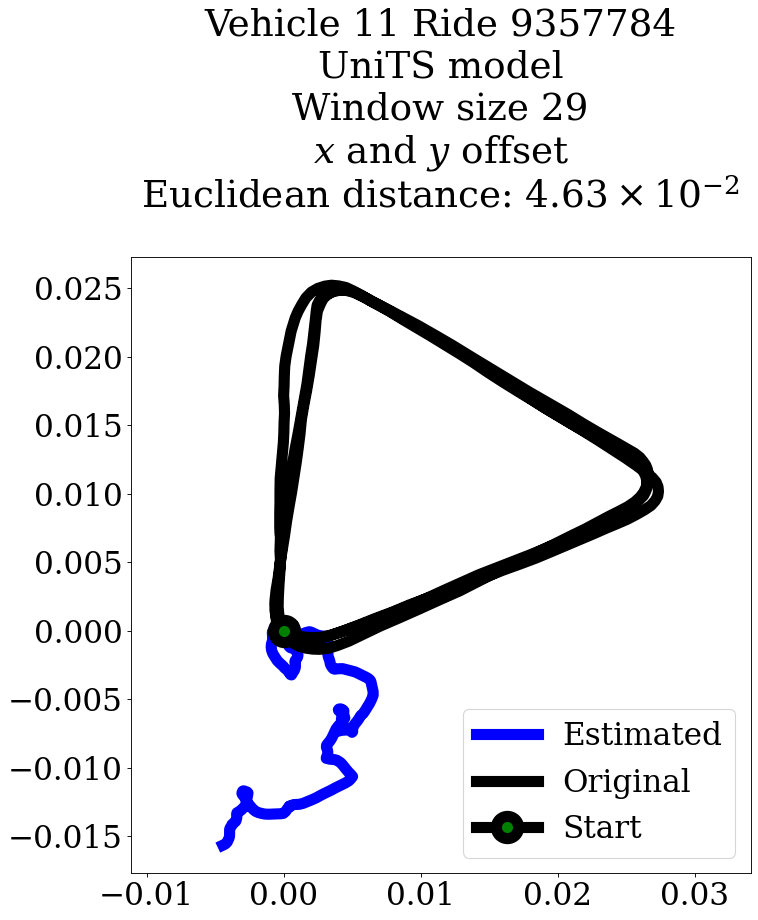 Vehicle 11 Ride 9357784
UniTS model
Window size 29
x and y offset
Euclidean distance: 4.63 × 10⁻²
0.025
0.020
0.015
0.010
0.005
0.000
−0.005
−0.010
−0.015
Estimated
Original
Start
−0.01 0.00 0.01 0.02 0.03